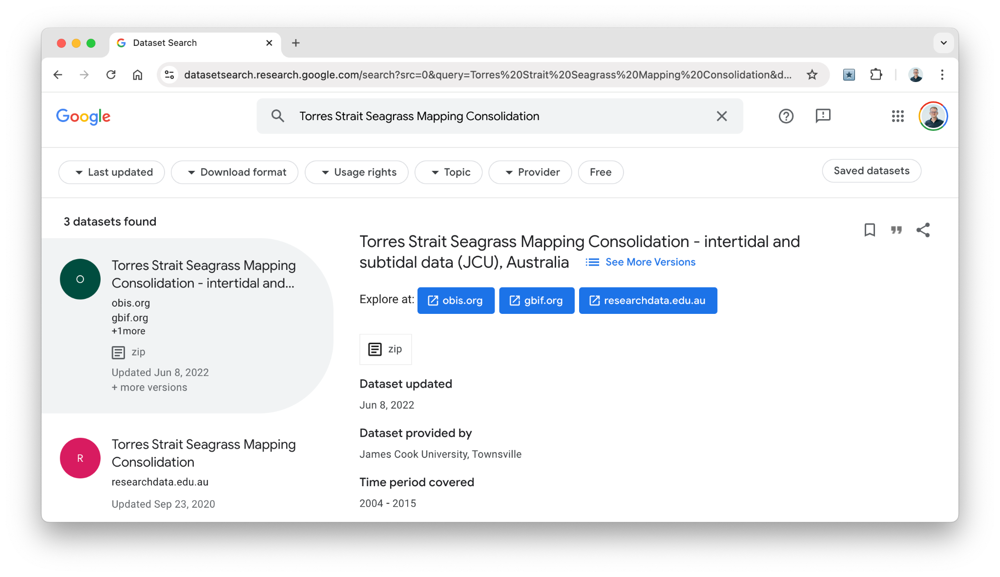 Dataset Search
datasetsearch.research.google.com/search?src=0&query=Torres%20Strait%20Seagrass%20Mapping%20Consolidation&d...
Google
Torres Strait Seagrass Mapping Consolidation
Last updated
Download format
Usage rights
Topic
Provider
Free
Saved datasets
3 datasets found
O
Torres Strait Seagrass Mapping
Consolidation - intertidal and...
obis.org
gbif.org
+1more
zip
Updated Jun 8, 2022
+ more versions
R
Torres Strait Seagrass Mapping
Consolidation
researchdata.edu.au
Updated Sep 23, 2020
Torres Strait Seagrass Mapping Consolidation - intertidal and
subtidal data (JCU), Australia
See More Versions
Explore at:
obis.org
gbif.org
researchdata.edu.au
zip
Dataset updated
Jun 8, 2022
Dataset provided by
James Cook University, Townsville
Time period covered
2004 - 2015